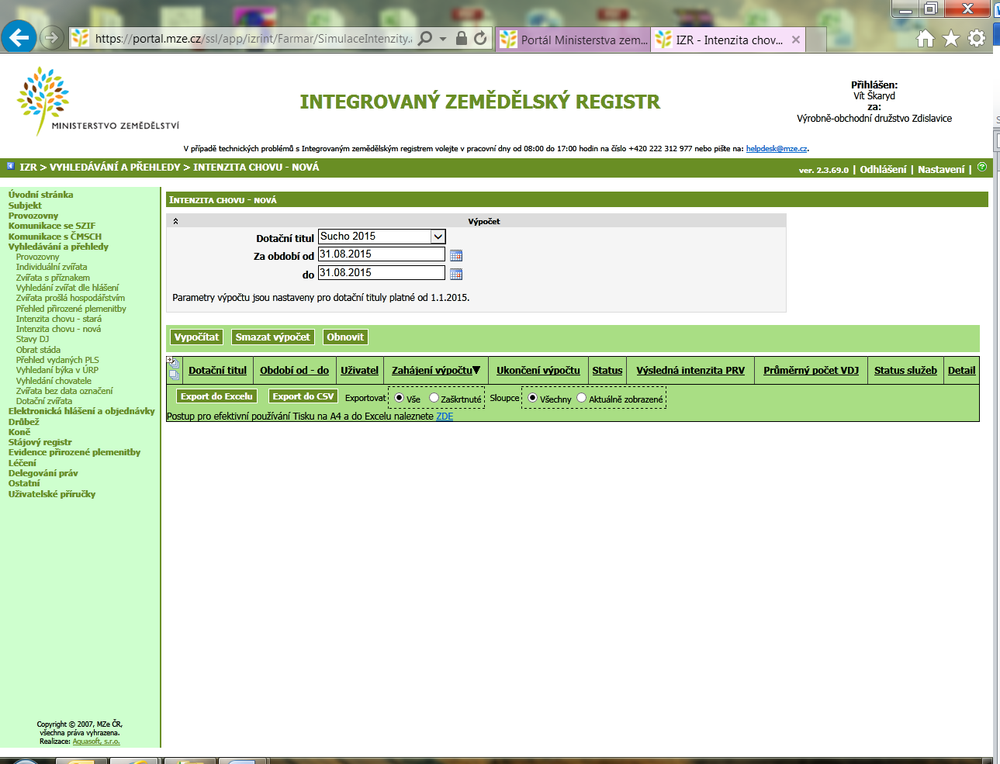 https://portal.mze.cz/ssl/app/izrint/Farmar/SimulaceIntenzity.
Portál Ministerstva zem...
IZR - Intenzita chov...
MINISTERSTVO ZEMĚDĚLSTVÍ
INTEGROVANÝ ZEMĚDĚLSKÝ REGISTR
Přihlášen:
Vít Škaryd
za:
Výrobně-obchodní družstvo Zdislavice
V případě technických problémů s Integrovaným zemědělským registrem volejte v pracovní dny od 08:00 do 17:00 hodin na číslo +420 222 312 977 nebo pište na: helpdesk@mze.cz.
IZR > VYHLEDÁVÁNÍ A PŘEHLEDY > INTENZITA CHOVU - NOVÁ
ver. 2.3.69.0 | Odhlášení | Nastavení |
Úvodní stránka
Subjekt
Provozovny
Komunikace se SZIF
Komunikace s ČMSCH
Vyhledávání a přehledy
Provozovny
Individuální zvířata
Zvířata s příznakem
Vyhledání zvířat dle hlášení
Zvířata prošlá hospodářstvím
Přehled přirozené plemenitby
Intenzita chovu - stará
Intenzita chovu - nová
Stavy DJ
Obrat stáda
Přehled vydaných PLS
Vyhledaní býka v ÚRP
Vyhledání chovatele
Zvířata bez data označení
Dotační zvířata
Elektronická hlášení a objednávky
Drůbež
Koně
Stájový registr
Evidence přirozené plemenitby
Léčení
Delegování práv
Ostatní
Uživatelské příručky
Copyright © 2007, MZe ČR,
všechna práva vyhrazena.
Realizace: Aquasoft, s.r.o.
INTENZITA CHOVU - NOVÁ
Výpočet
Dotační titul Sucho 2015
Za období od 31.08.2015
do 31.08.2015
Parametry výpočtu jsou nastaveny pro dotační tituly platné od 1.1.2015.
Vypočítat Smazat výpočet Obnovit
Dotační titul Období od - do Uživatel Zahájení výpočtu▼ Ukončení výpočtu Status Výsledná intenzita PRV Průměrný počet VDJ Status služeb Detail
Export do Excelu Export do CSV Exportovat Vše Zaškrtnuté Sloupce Všechny Aktuálně zobrazené
Postup pro efektivní používání Tisku na A4 a do Excelu naleznete ZDE